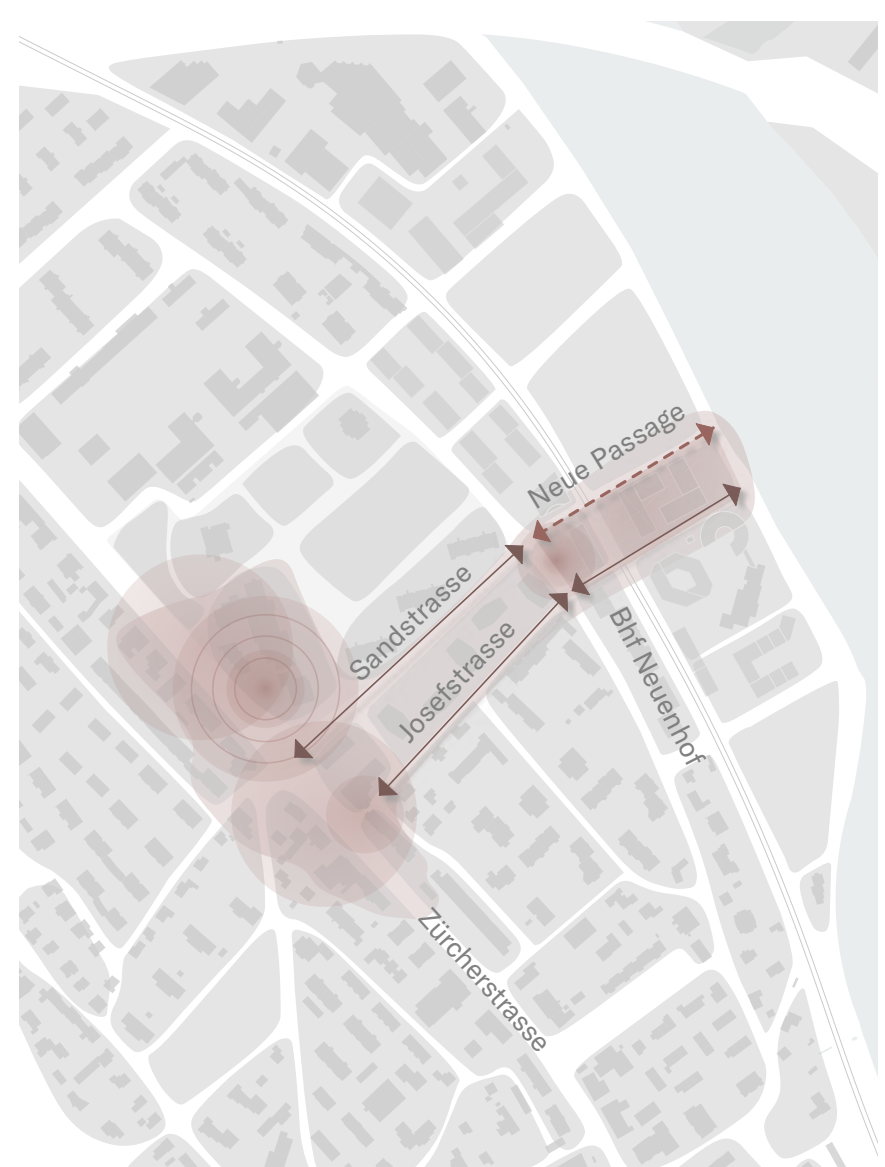 Neue Passage
Sandstrasse
Josefstrasse
Bhf Neuenhof
Zürcherstrasse